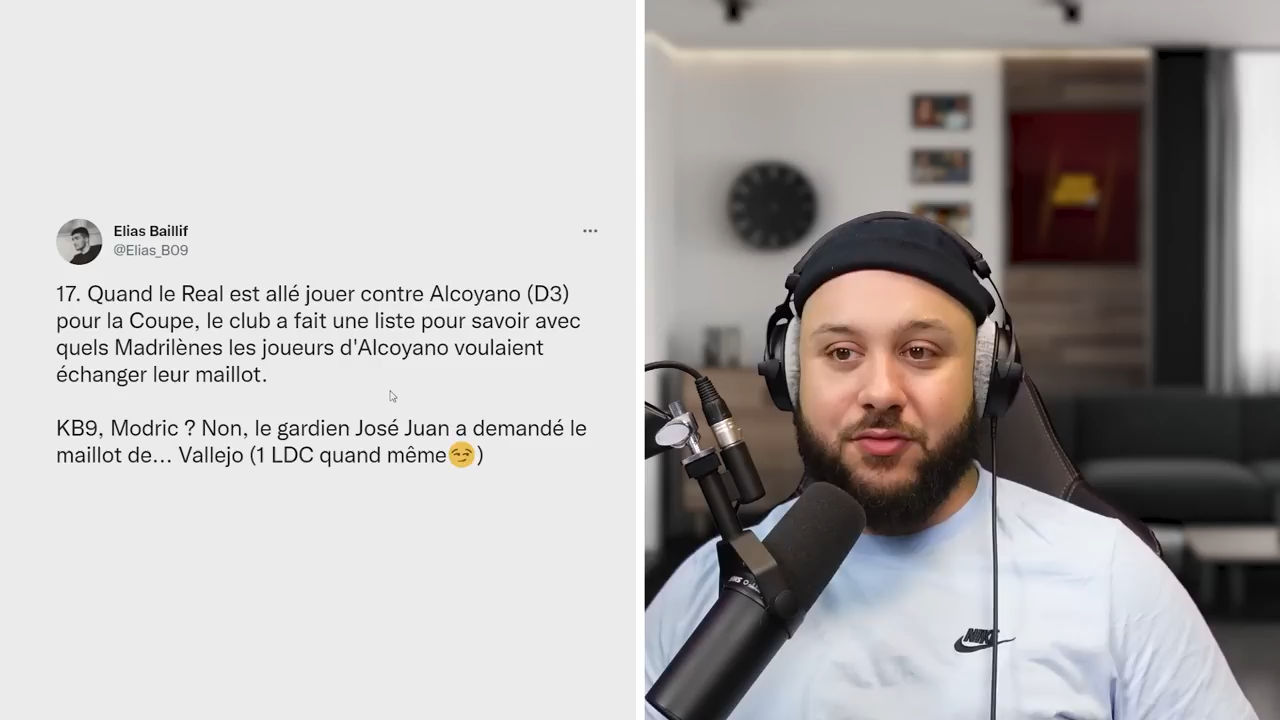 Elias Baillif
@Elias_B09
17. Quand le Real est allé jouer contre Alcoyano (D3)
pour la Coupe, le club a fait une liste pour savoir avec
quels Madrilènes les joueurs d'Alcoyano voulaient
échanger leur maillot.
KB9, Modric ? Non, le gardien José Juan a demandé le
maillot de... Vallejo (1 LDC quand même😏)
NIKE